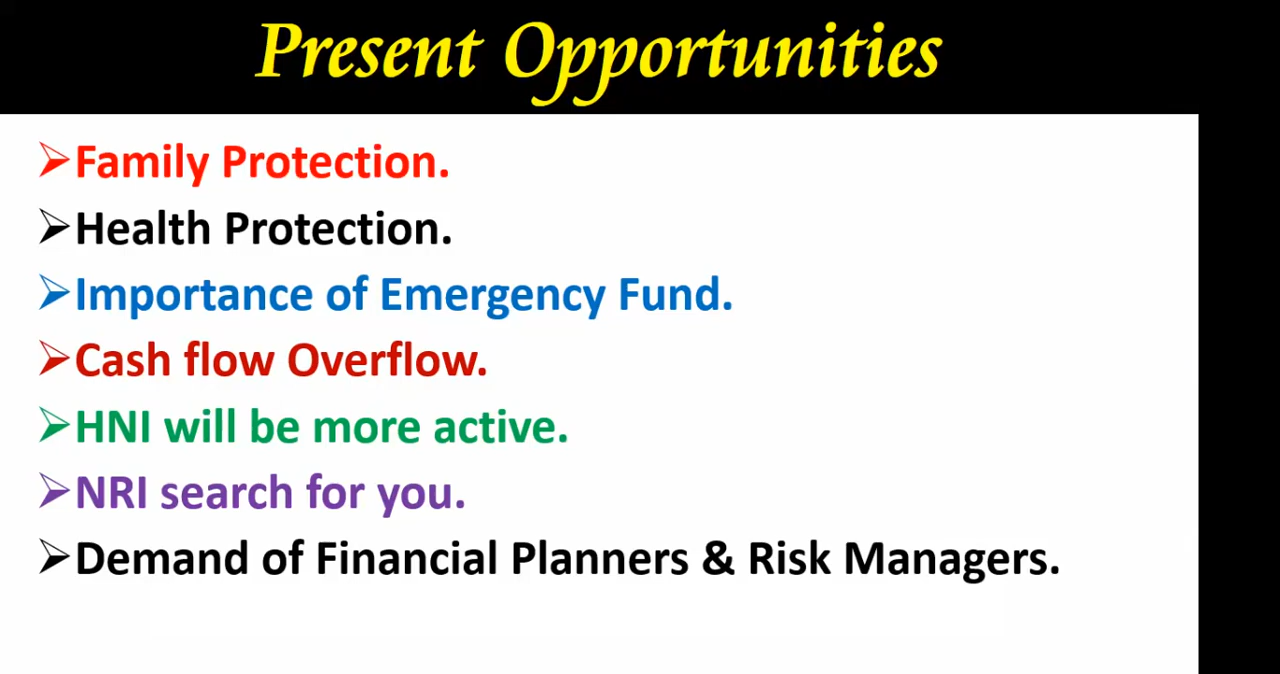 Present Opportunities
➢Family Protection.
➢Health Protection.
➢Importance of Emergency Fund.
➢Cash flow Overflow.
➢HNI will be more active.
➢NRI search for you.
➢Demand of Financial Planners & Risk Managers.